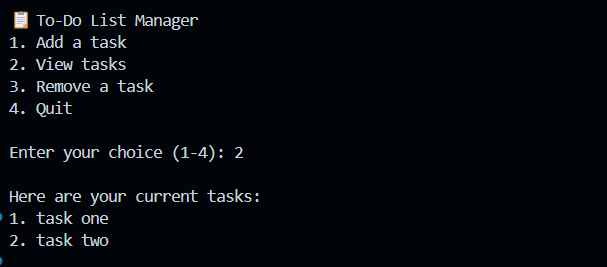 📋 To-Do List Manager
1. Add a task
2. View tasks
3. Remove a task
4. Quit
Enter your choice (1-4): 2
Here are your current tasks:
1. task one
2. task two